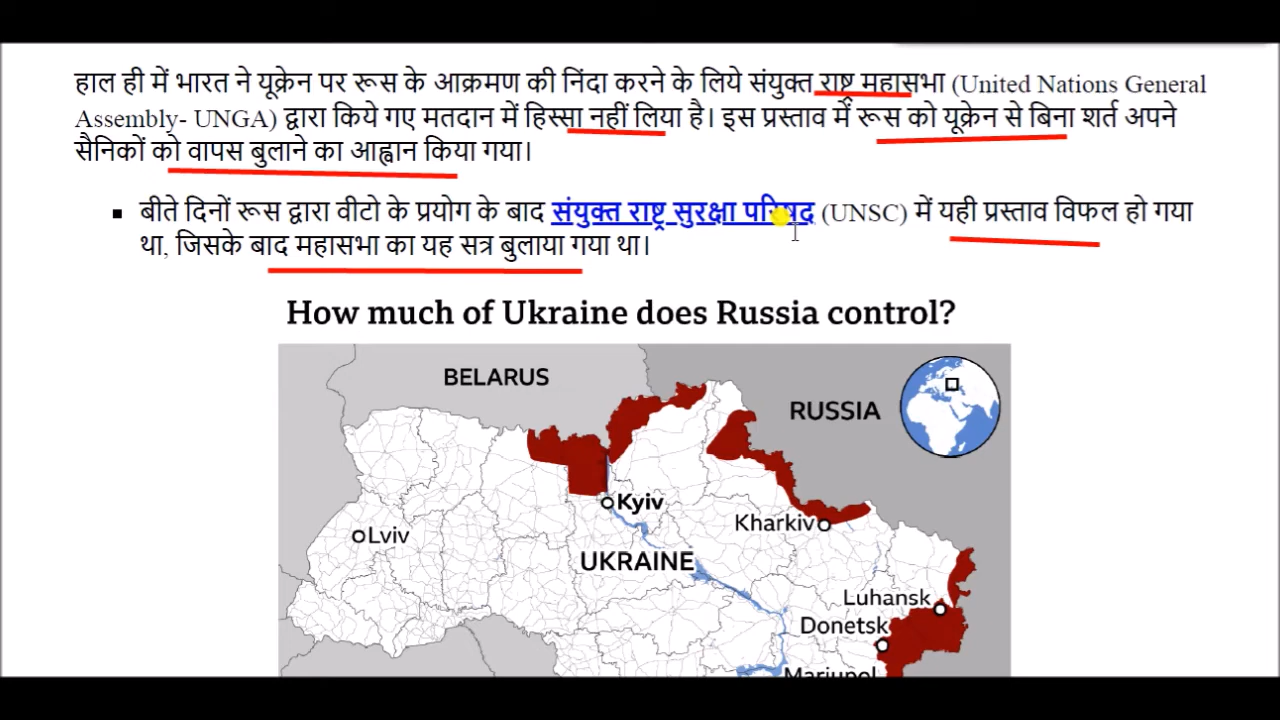 हाल ही में भारत ने यूक्रेन पर रूस के आक्रमण की निंदा करने के लिये संयुक्त राष्ट्र महासभा (United Nations General
Assembly- UNGA) द्वारा किये गए मतदान में हिस्सा नहीं लिया है। इस प्रस्ताव में रूस को यूक्रेन से बिना शर्त अपने
सैनिकों को वापस बुलाने का आह्वान किया गया।
▪ बीते दिनों रूस द्वारा वीटो के प्रयोग के बाद संयुक्त राष्ट्र सुरक्षा परिषद (UNSC) में यही प्रस्ताव विफल हो गया
था, जिसके बाद महासभा का यह सत्र बुलाया गया था।
How much of Ukraine does Russia control?
BELARUS
RUSSIA
Kyiv
Kharkiv
Lviv
UKRAINE
Luhansk
Donetsk
Mariupol